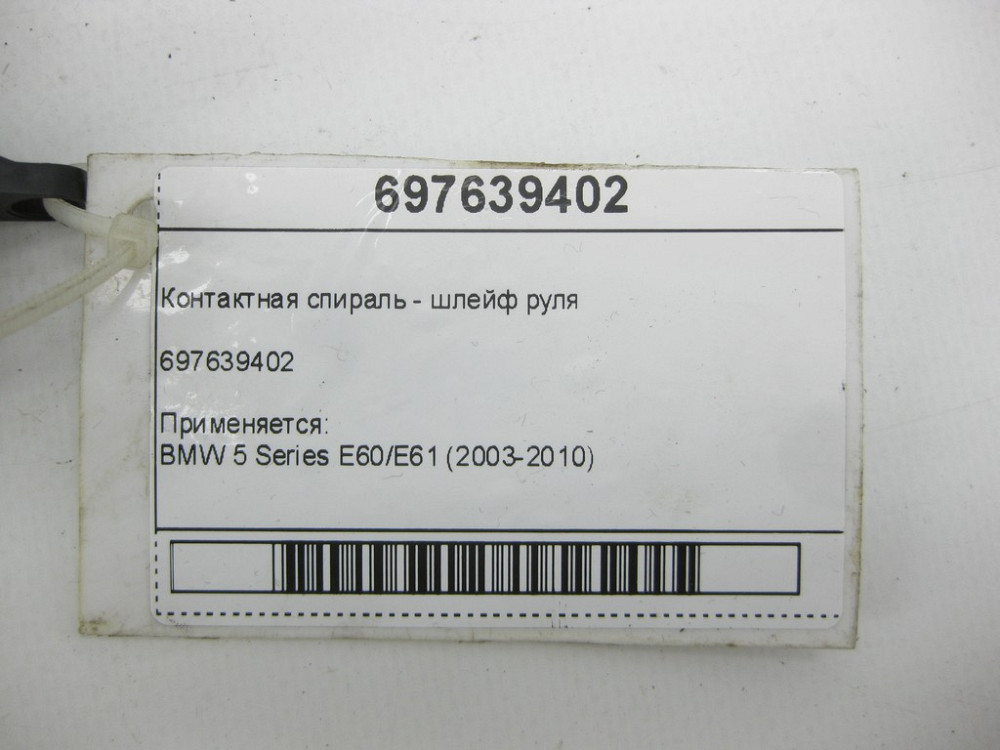 697639402
Контактная спираль - шлейф руля
697639402
Применяется:
BMW 5 Series E60/E61 (2003-2010)